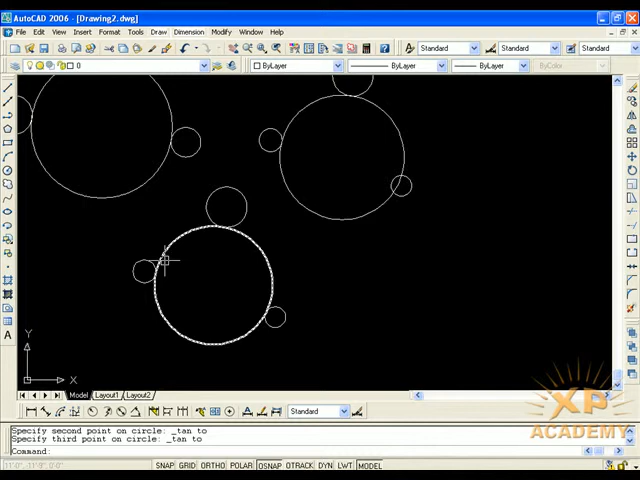 AutoCAD 2006 - [Drawing2.dwg]
File Edit View Insert Format Tools Draw Dimension Modify Window Help
Standard Standard Standard
0 ByLayer ByLayer ByLayer ByColor
Y
X
Model Layout1 Layout2
Standard
XP
ACADEMY
Specify second point on circle: _tan to
Specify third point on circle: _tan to
Command:
SNAP GRID ORTHO POLAR OSNAP OTRACK DYN LWT MODEL